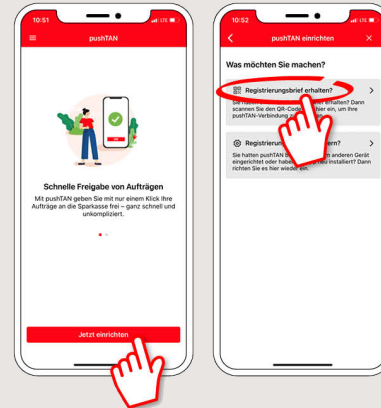 10:51
LTE
pushTAN
Schnelle Freigabe von Aufträgen
Mit pushTAN geben Sie mit nur einem Klick Ihre
Aufträge an die Sparkasse frei – ganz schnell und
unkompliziert.
Jetzt einrichten
10:52
LTE
pushTAN einrichten
Was möchten Sie machen?
Registrierungsbrief erhalten?
erhalten? Dann
scannen Sie den QR-Code hier ein, um Ihre
pushTAN-Verbindung
Registrierung
Sie hatten pushTAN anderen Gerät
eingerichtet oder neu installiert? Dann
richten Sie es hier wieder ein.